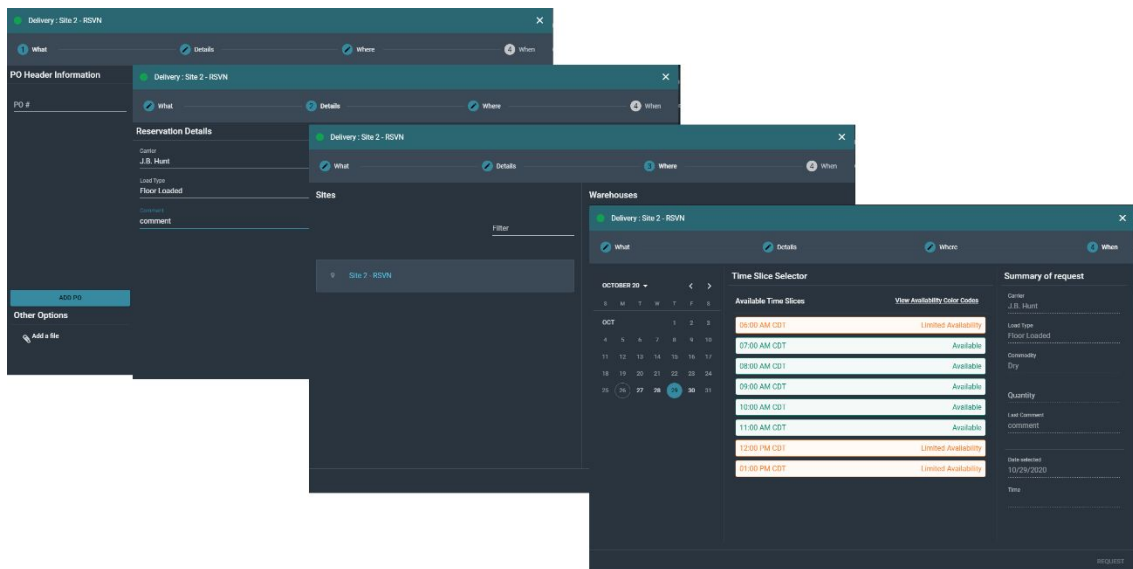 Delivery : Site 2 - RSVN
1 What Details Where 4 When
PO Header Information
PO #
ADD PO
Other Options
Add a file
Delivery : Site 2 - RSVN
What 2 Details Where 4 When
Reservation Details
Carrier
J.B. Hunt
Load Type
Floor Loaded
Comment
comment
Delivery : Site 2 - RSVN
What Details 3 Where 4 When
Sites
Filter
Site 2 - RSVN
Warehouses
Delivery : Site 2 - RSVN
What Details Where 4 When
OCTOBER 20
S M T W T F S
OCT 1 2 3
4 5 6 7 8 9 10
11 12 13 14 15 16 17
18 19 20 21 22 23 24
25 26 27 28 29 30 31
Time Slice Selector
Available Time Slices View Availability Color Codes
06:00 AM CDT Limited Availability
07:00 AM CDT Available
08:00 AM CDT Available
09:00 AM CDT Available
10:00 AM CDT Available
11:00 AM CDT Available
12:00 PM CDT Limited Availability
01:00 PM CDT Limited Availability
Summary of request
Carrier
J.B. Hunt
Load Type
Floor Loaded
Commodity
Dry
Quantity
Last Comment
comment
Date selected
10/29/2020
Time
REQUEST